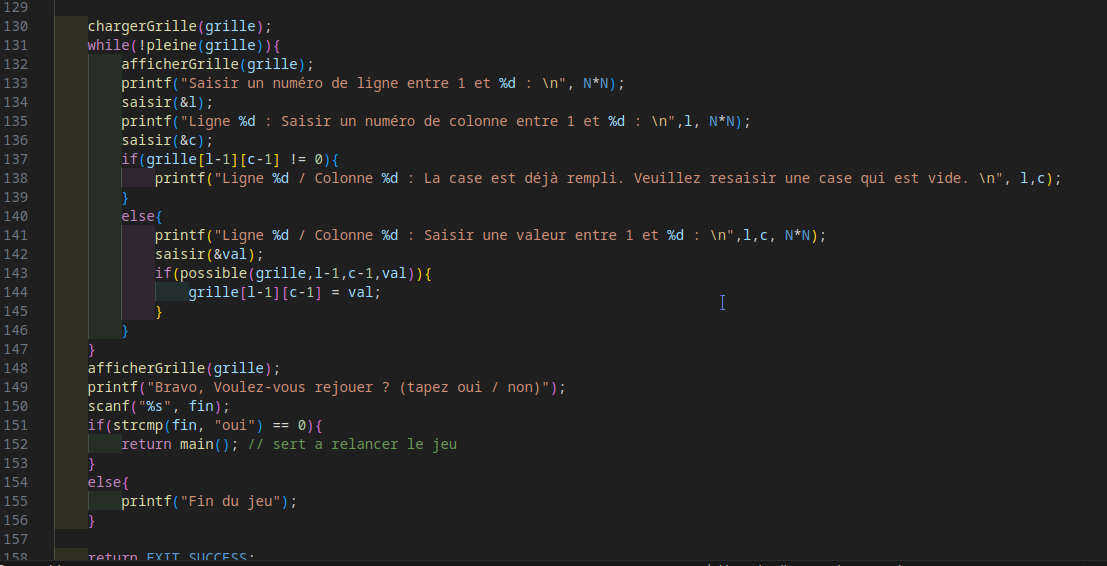 129
130 chargerGrille(grille);
131 while(!pleine(grille)){
132 afficherGrille(grille);
133 printf("Saisir un numéro de ligne entre 1 et %d : \n", N*N);
134 saisir(&l);
135 printf("Ligne %d : Saisir un numéro de colonne entre 1 et %d : \n",l, N*N);
136 saisir(&c);
137 if(grille[l-1][c-1] != 0){
138 printf("Ligne %d / Colonne %d : La case est déjà rempli. Veuillez resaisir une case qui est vide. \n", l,c);
139 }
140 else{
141 printf("Ligne %d / Colonne %d : Saisir une valeur entre 1 et %d : \n",l,c, N*N);
142 saisir(&val);
143 if(possible(grille,l-1,c-1,val)){
144 grille[l-1][c-1] = val;
145 }
146 }
147 }
148 afficherGrille(grille);
149 printf("Bravo, Voulez-vous rejouer ? (tapez oui / non)");
150 scanf("%s", fin);
151 if(strcmp(fin, "oui") == 0){
152 return main(); // sert a relancer le jeu
153 }
154 else{
155 printf("Fin du jeu");
156 }
157
158 return EXIT_SUCCESS;